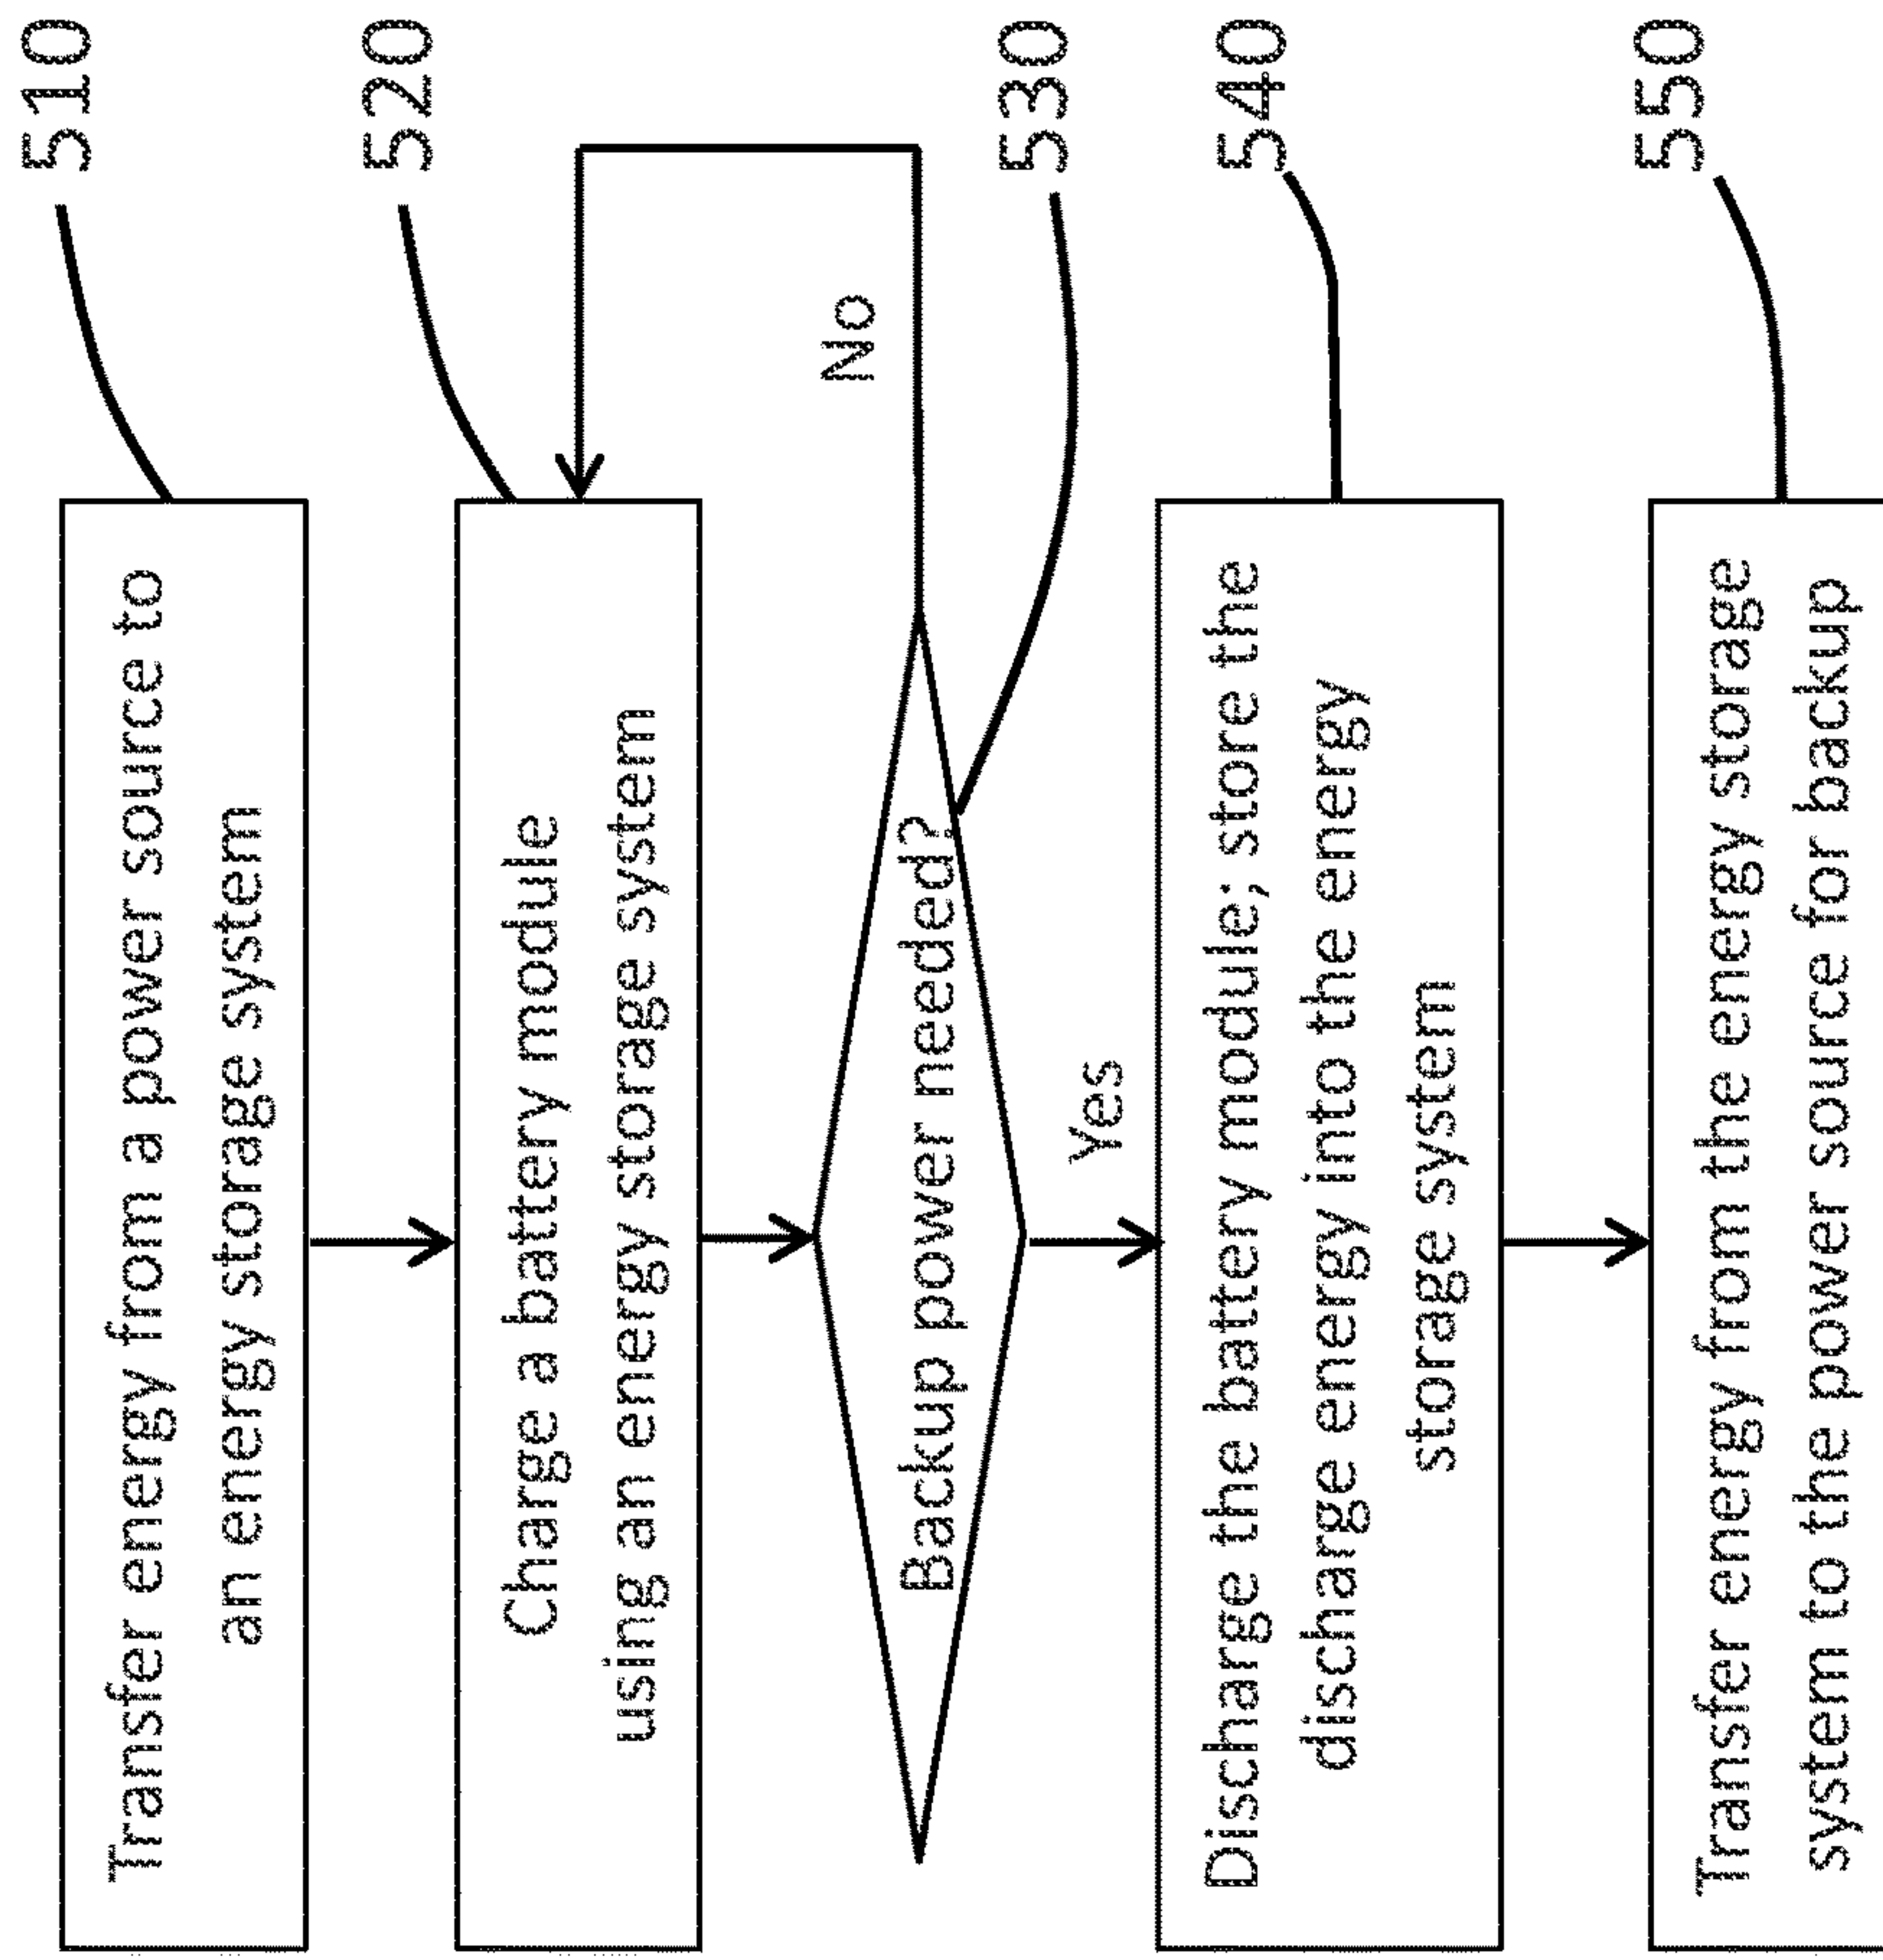 510
Transfer energy from a power source to
an energy storage system
520
Charge a battery module
using an energy storage system
No
530
Backup power needed?
Yes
540
Discharge the battery module; store the
discharge energy into the energy
storage system
550
Transfer energy from the energy storage
system to the power source for backup